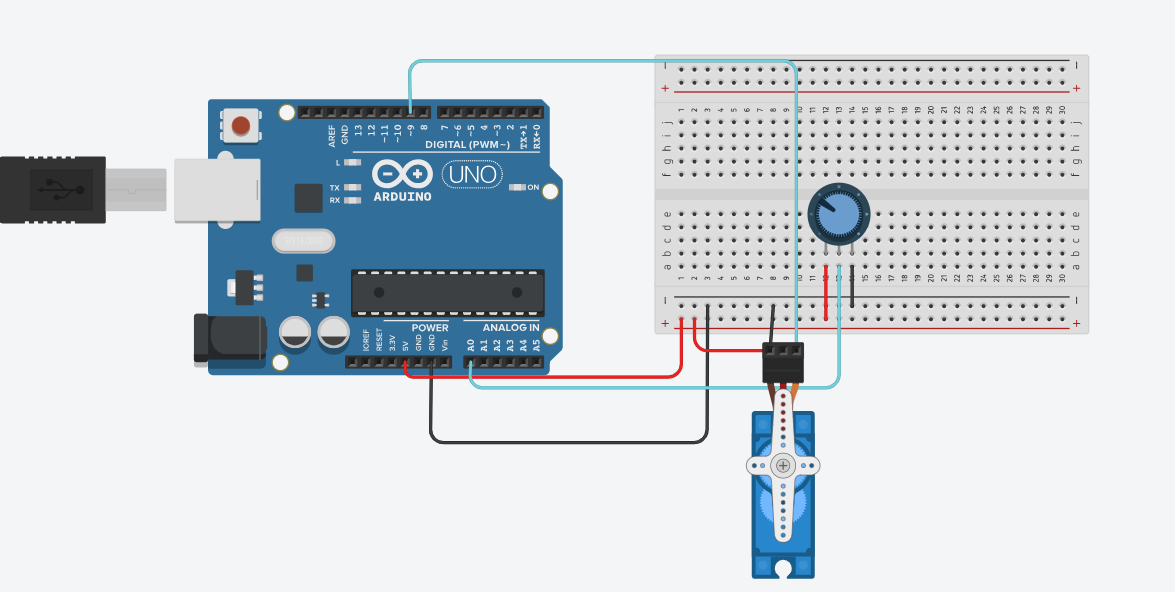 − −
+ +
1 2 3 4 5 6 7 8 9 10 11 12 13 14 15 16 17 18 19 20 21 22 23 24 25 26 27 28 29 30
j j
i i
h h
g g
f f
AREF
GND
13
12
~11
~10
~9
8
7
~6
~5
4
~3
2
TX→1
RX←0
DIGITAL (PWM~)
L
TX
RX
ARDUINO
UNO
ON
e e
d d
c c
b b
a a
1 2 3 4 5 6 7 8 9 10 11 12 13 14 15 16 17 18 19 20 21 22 23 24 25 26 27 28 29 30
− −
+ +
POWER
ANALOG IN
IOREF
RESET
3.3V
5V
GND
GND
Vin
A0
A1
A2
A3
A4
A5